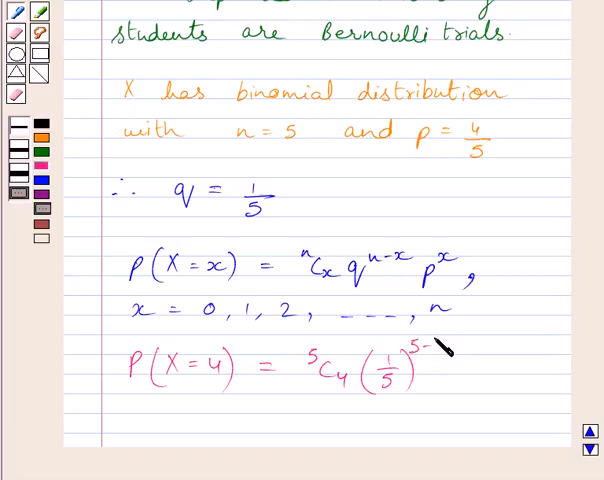 students are Bernoulli trials.
X has binomial distribution
with n = 5 and p = 4/5
∴ q = 1/5
P(X = x) = ⁿCₓ qⁿ⁻ˣ pˣ,
x = 0, 1, 2, _ _ _, n
P(X = 4) = ⁵C₄ (1/5)⁵⁻